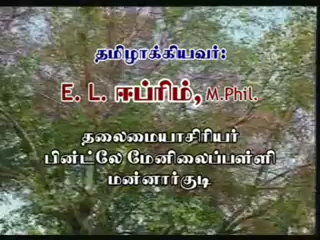 தமிழாக்கியவர்:
E. L. ஈப்ரிம், M.Phil.
தலைமையாசிரியர்
பின்ட்லே மேனிலைப்பள்ளி
மன்னார்குடி